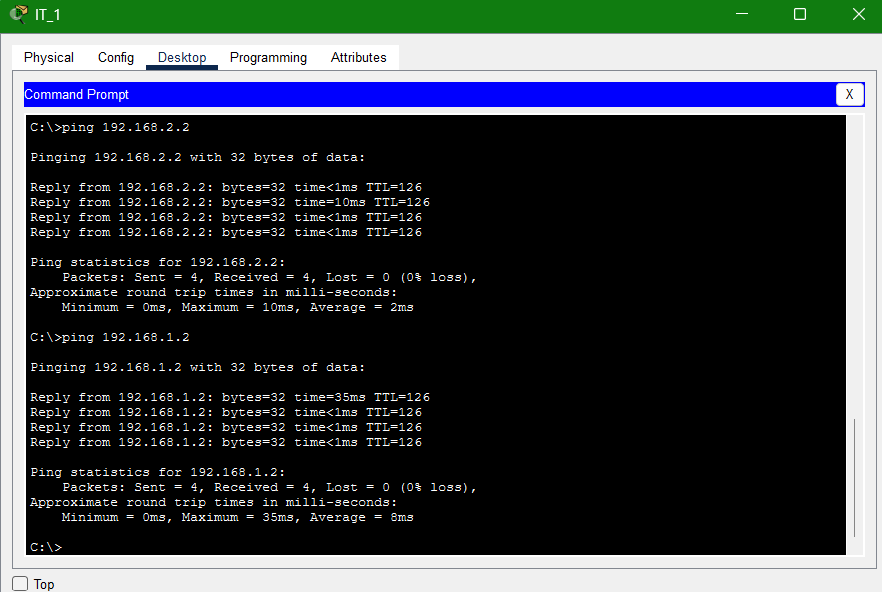 IT_1
Physical Config Desktop Programming Attributes
Command Prompt X
C:\>ping 192.168.2.2
Pinging 192.168.2.2 with 32 bytes of data:
Reply from 192.168.2.2: bytes=32 time<1ms TTL=126
Reply from 192.168.2.2: bytes=32 time=10ms TTL=126
Reply from 192.168.2.2: bytes=32 time<1ms TTL=126
Reply from 192.168.2.2: bytes=32 time<1ms TTL=126
Ping statistics for 192.168.2.2:
    Packets: Sent = 4, Received = 4, Lost = 0 (0% loss),
Approximate round trip times in milli-seconds:
    Minimum = 0ms, Maximum = 10ms, Average = 2ms
C:\>ping 192.168.1.2
Pinging 192.168.1.2 with 32 bytes of data:
Reply from 192.168.1.2: bytes=32 time=35ms TTL=126
Reply from 192.168.1.2: bytes=32 time<1ms TTL=126
Reply from 192.168.1.2: bytes=32 time<1ms TTL=126
Reply from 192.168.1.2: bytes=32 time<1ms TTL=126
Ping statistics for 192.168.1.2:
    Packets: Sent = 4, Received = 4, Lost = 0 (0% loss),
Approximate round trip times in milli-seconds:
    Minimum = 0ms, Maximum = 35ms, Average = 8ms
C:\>
Top